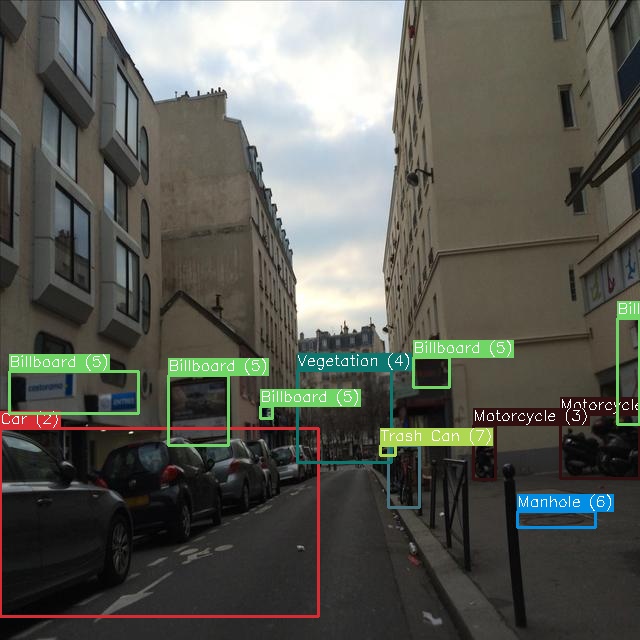 Billboard (5)
Billboard (5)
Billboard (5)
Billboard (5)
Bill
Vegetation (4)
Car (2)
Motorcycle (3)
Motorcycle
Trash Can (7)
Manhole (6)
castorama